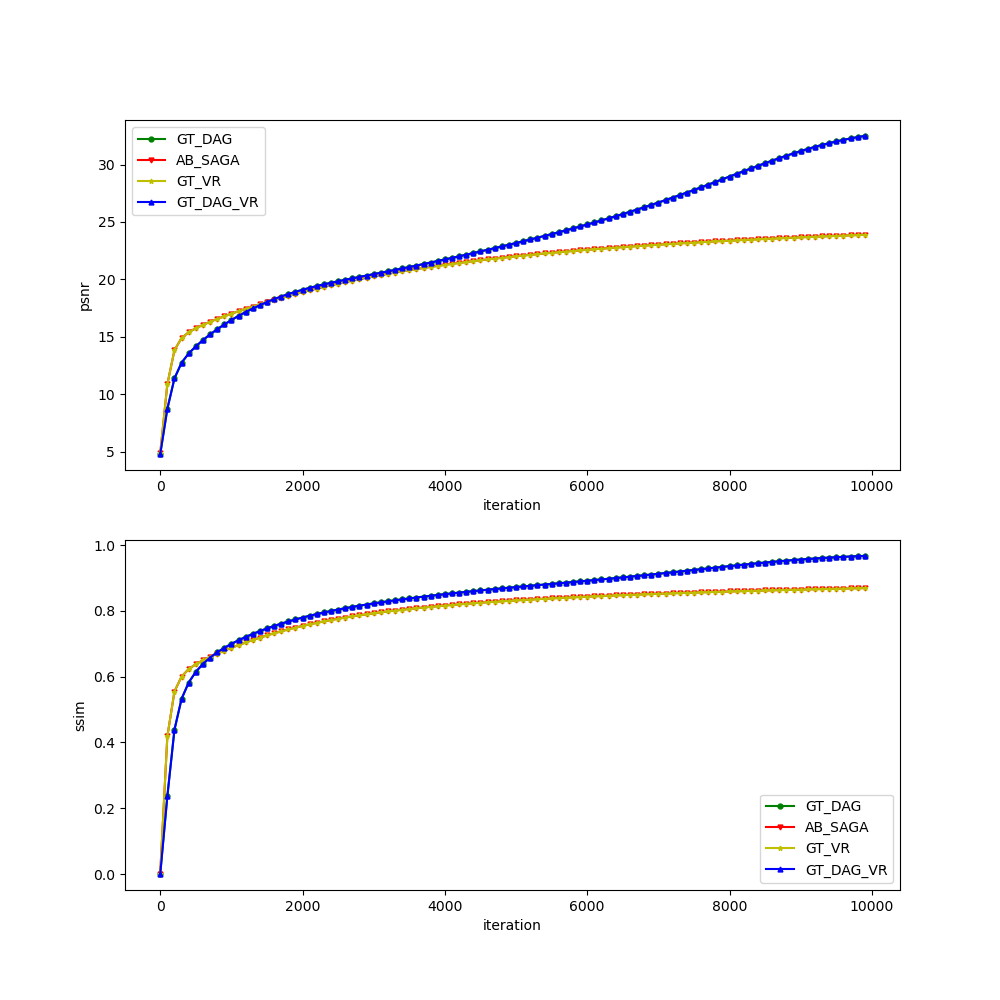 GT_DAG
AB_SAGA
GT_VR
GT_DAG_VR
psnr
30
25
20
15
10
5
0 2000 4000 6000 8000 10000
iteration
ssim
1.0
0.8
0.6
0.4
0.2
0.0
GT_DAG
AB_SAGA
GT_VR
GT_DAG_VR
0 2000 4000 6000 8000 10000
iteration